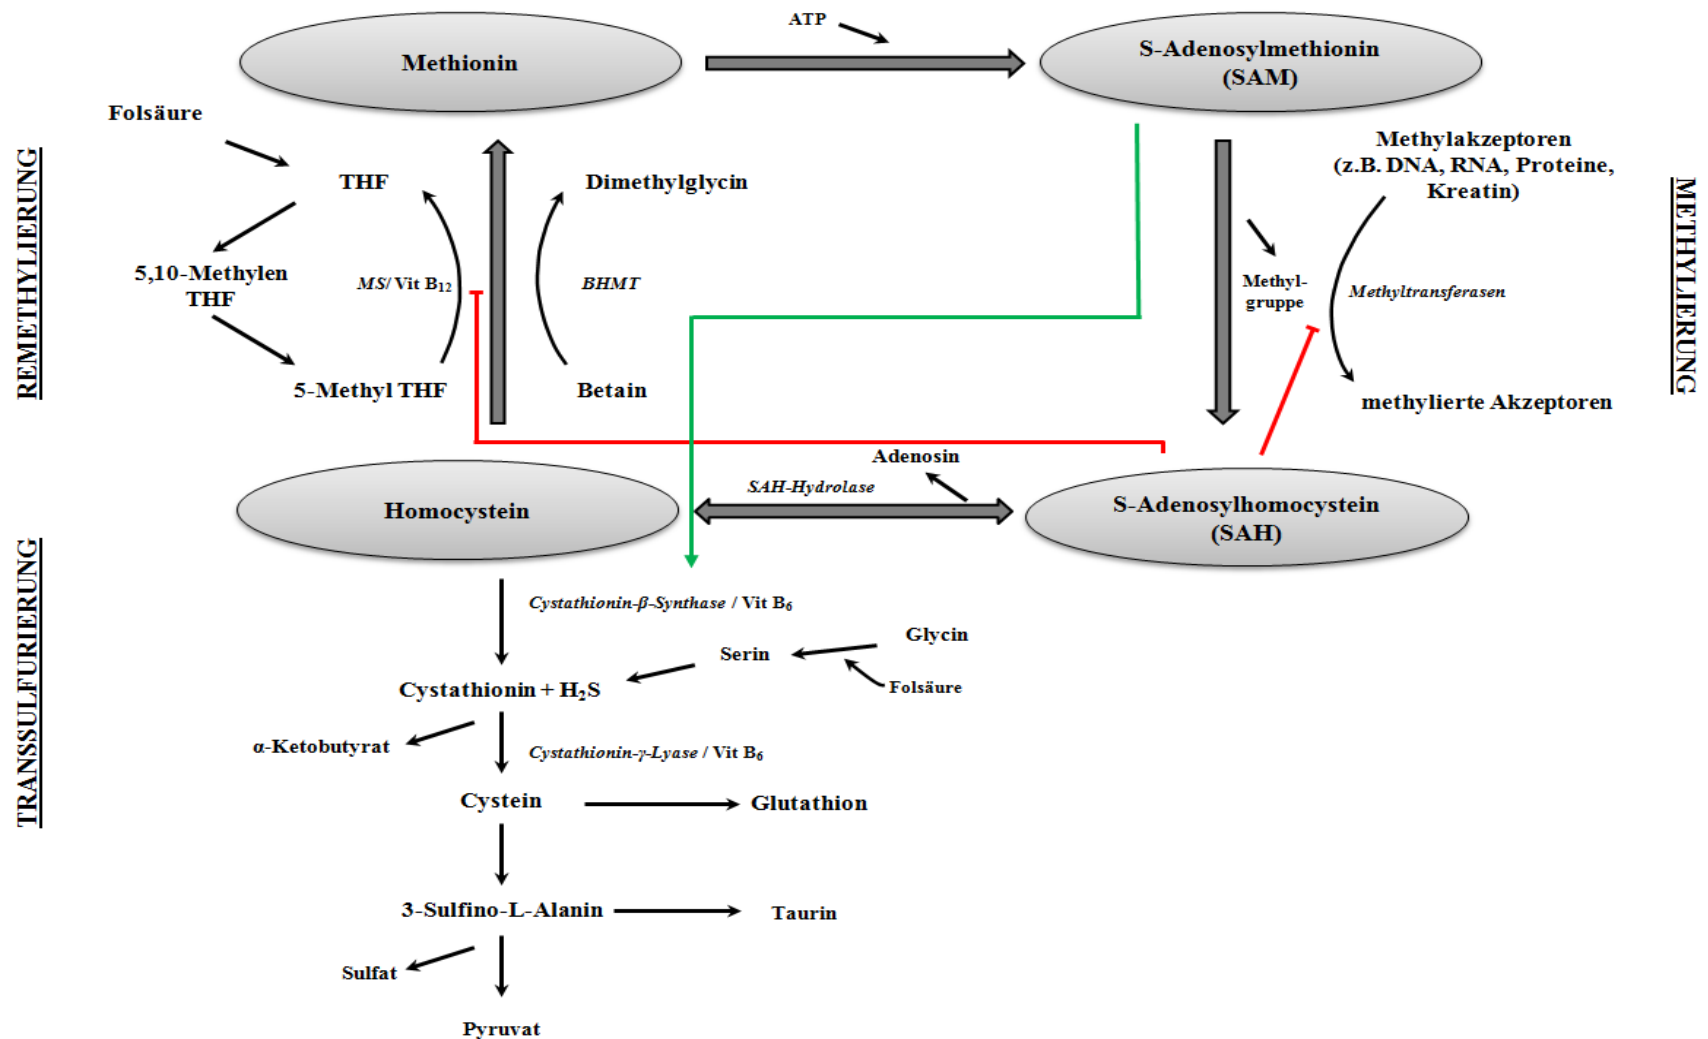 ATP
Methionin
S-Adenosylmethionin
(SAM)
Folsäure
REMETHYLIERUNG
THF
Dimethylglycin
Methylakzeptoren
(z.B. DNA, RNA, Proteine,
Kreatin)
METHYLIERUNG
5,10-Methylen
THF
MS/ Vit B₁₂
BHMT
Methyl-
gruppe
Methyltransferasen
5-Methyl THF
Betain
methylierte Akzeptoren
Adenosin
SAH-Hydrolase
Homocystein
S-Adenosylhomocystein
(SAH)
TRANSSULFURIERUNG
Cystathionin-β-Synthase / Vit B₆
Glycin
Serin
Folsäure
Cystathionin + H₂S
α-Ketobutyrat
Cystathionin-γ-Lyase / Vit B₆
Cystein
Glutathion
3-Sulfino-L-Alanin
Taurin
Sulfat
Pyruvat